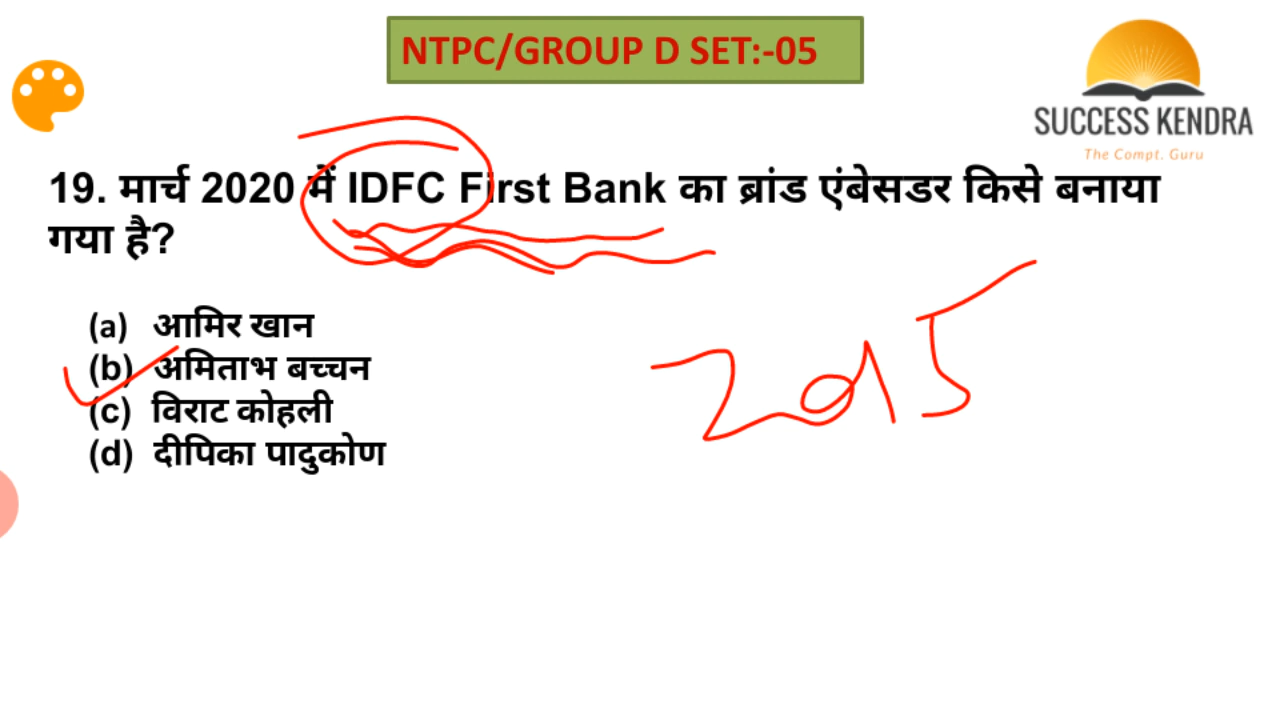 NTPC/GROUP D SET:-05
SUCCESS KENDRA
The Compt. Guru
19. मार्च 2020 में IDFC First Bank का ब्रांड एंबेसडर किसे बनाया
गया है?
(a) आमिर खान
(b) अमिताभ बच्चन
(c) विराट कोहली
(d) दीपिका पादुकोण
2015